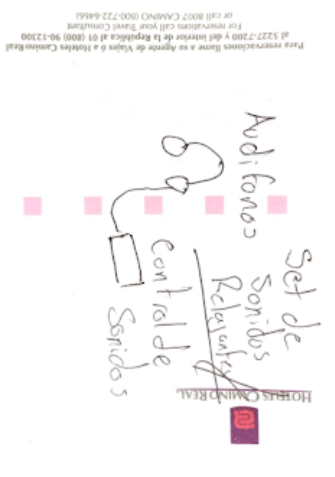 Set de
Sonidos
Relajantes
Audifonos
Control de
Sonidos
HOTELES CAMINO REAL
Para reservaciones llame a su Agente de Viajes ó a Hoteles Camino Real
al 5227-7200 y del interior de la República al 01 (800) 90-12300
For reservations call your Travel Consultant
or call 8007 CAMINO (800-722-6466)